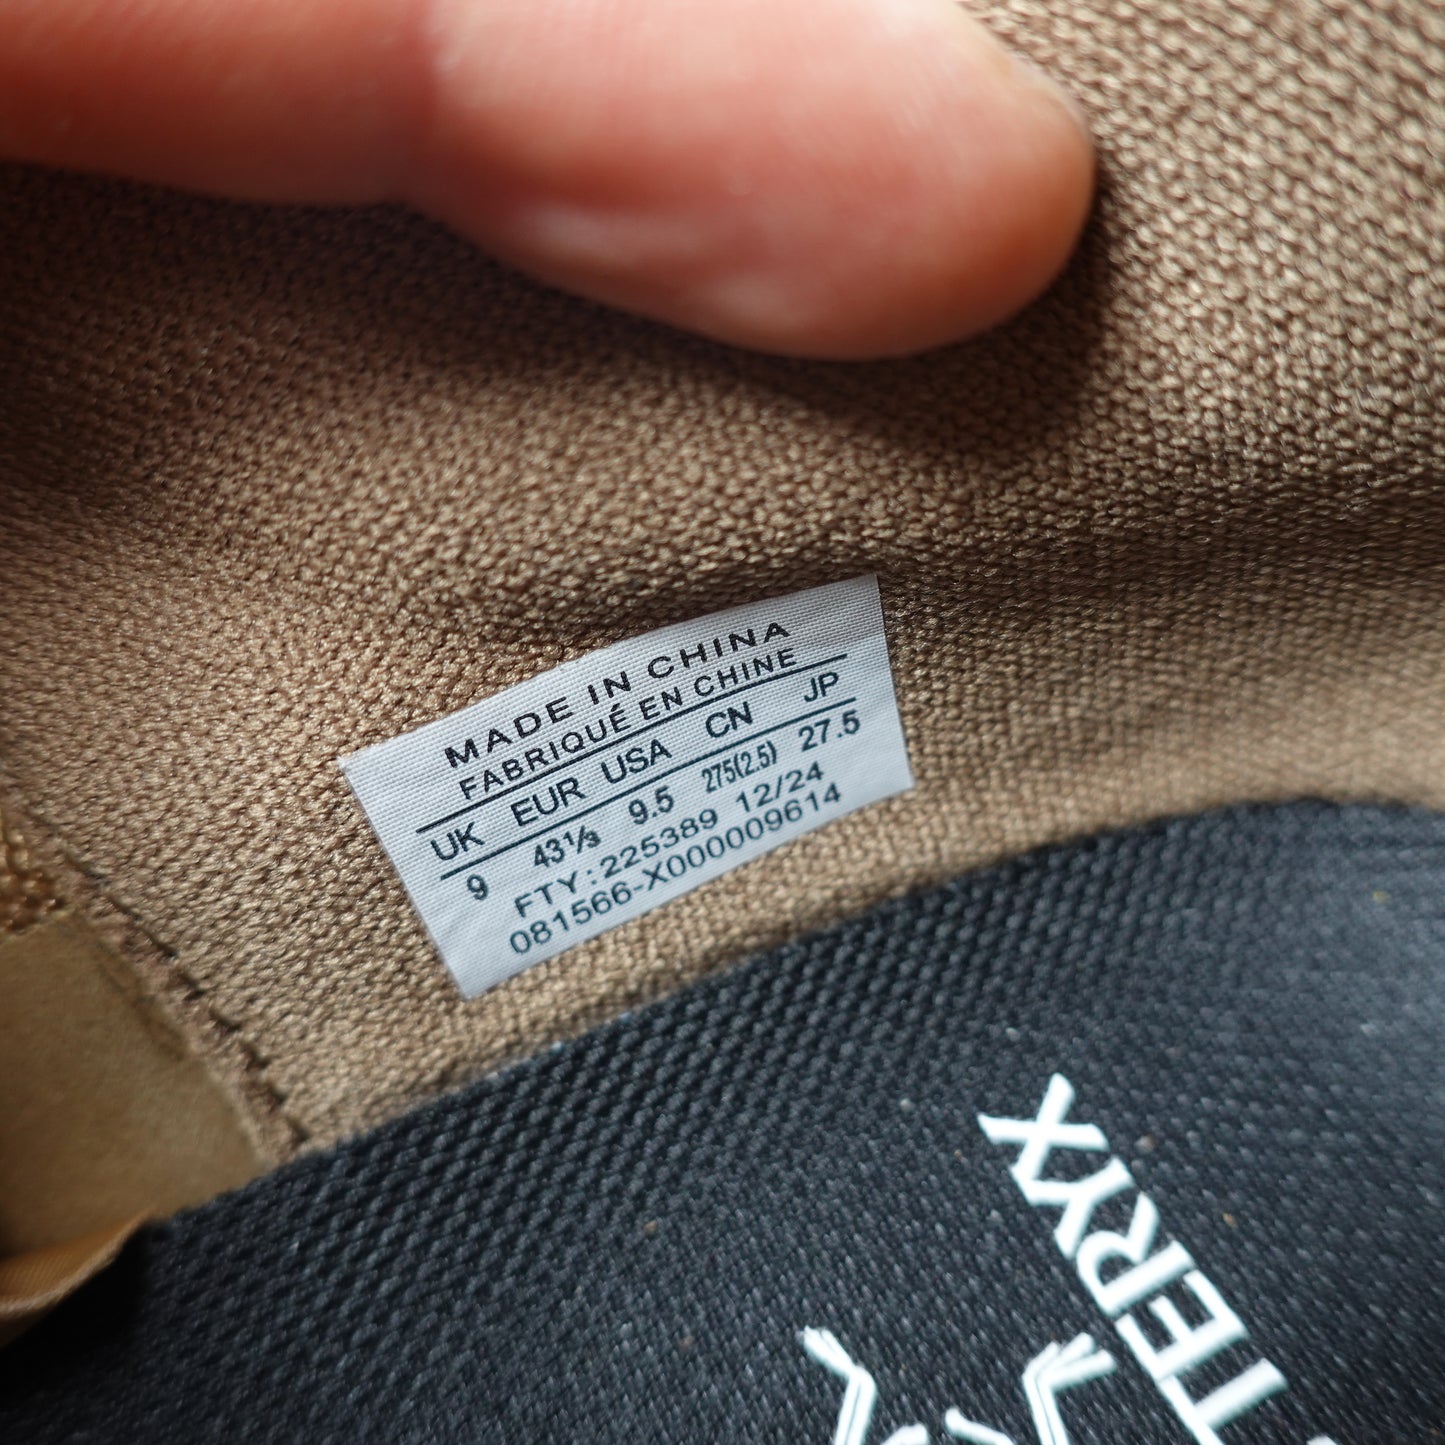 MADE IN CHINA
FABRIQUÉ EN CHINE
UK EUR USA CN JP
9 43⅓ 9.5 275(2.5) 27.5
FTY:225389 12/24
081566-X000009614
TERYX